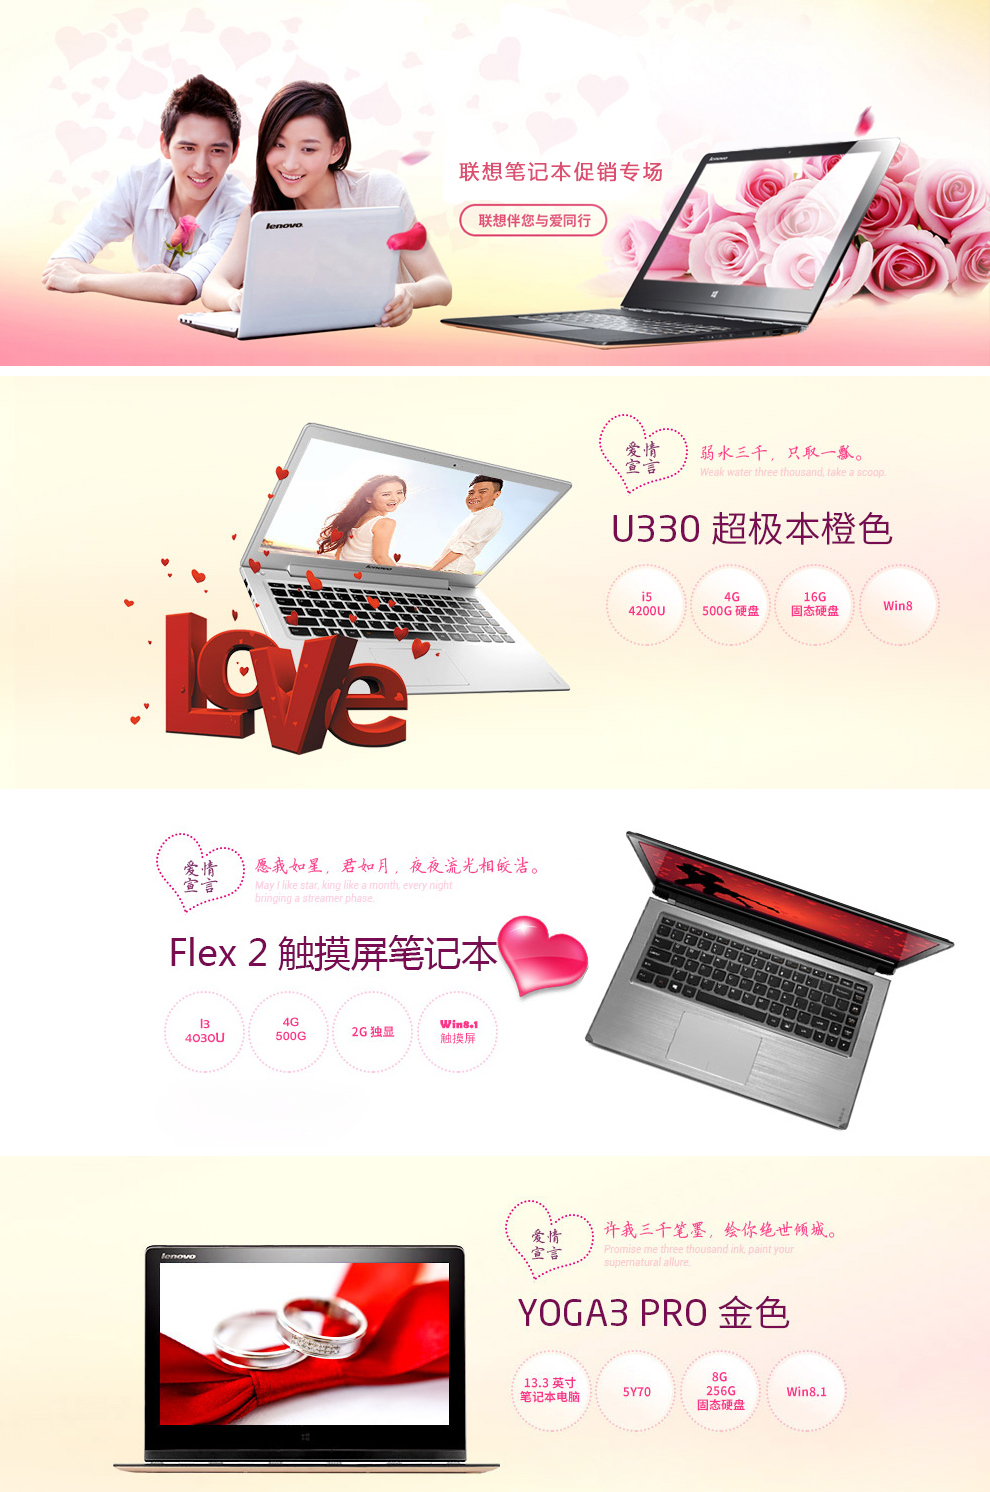 lenovo
lenovo
联想笔记本促销专场
联想伴您与爱同行
爱情
宣言
弱水三千，只取一瓢。
Weak water three thousand, take a scoop.
U330 超极本橙色
i5
4200U
4G
500G 硬盘
16G
固态硬盘
Win8
lenovo
LOVe
爱情
宣言
愿我如星，君如月，夜夜流光相皎洁。
May I like star, king like a month, every night
bringing a streamer phase.
Flex 2 触摸屏笔记本
I3
4030U
4G
500G
2G 独显
Win8.1
触摸屏
爱情
宣言
许我三千笔墨，绘你绝世倾城。
Promise me three thousand ink, paint your
supernatural allure.
lenovo
YOGA3 PRO 金色
13.3 英寸
笔记本电脑
5Y70
8G
256G
固态硬盘
Win8.1